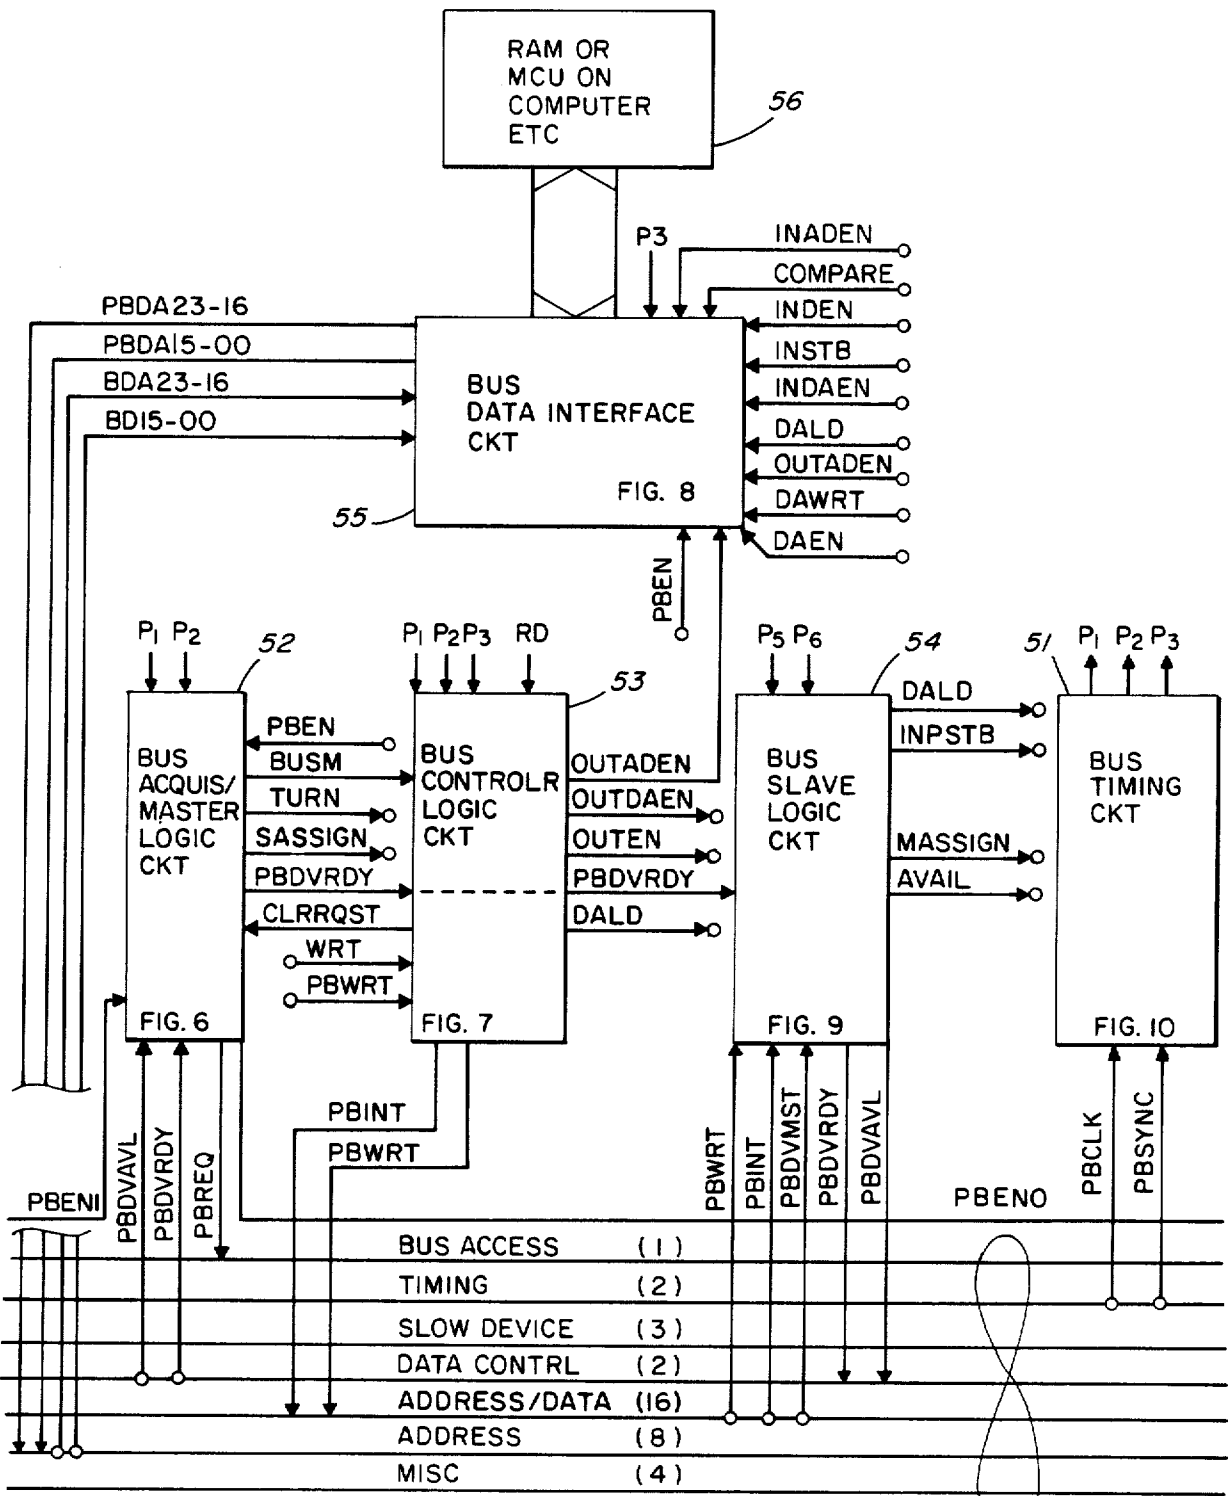 RAM OR
MCU ON
COMPUTER
ETC
56
P3
INADEN
COMPARE
INDEN
INSTB
INDAEN
DALD
OUTADEN
DAWRT
DAEN
PBDA23-16
PBDA15-00
BDA23-16
BD15-00
BUS
DATA INTERFACE
CKT
FIG. 8
55
PBEN
P1 P2
52
P1 P2 P3 RD
53
P5 P6
54
51
P1 P2 P3
BUS
ACQUIS/
MASTER
LOGIC
CKT
FIG. 6
PBEN
BUSM
TURN
SASSIGN
PBDVRDY
CLRRQST
WRT
PBWRT
BUS
CONTROLR
LOGIC
CKT
FIG. 7
OUTADEN
OUTDAEN
OUTEN
PBDVRDY
DALD
BUS
SLAVE
LOGIC
CKT
FIG. 9
DALD
INPSTB
MASSIGN
AVAIL
BUS
TIMING
CKT
FIG. 10
PBENI
PBDVAVL
PBDVRDY
PBREQ
PBINT
PBWRT
PBWRT
PBINT
PBDVMST
PBDVRDY
PBDVAVL
PBCLK
PBSYNC
PBENO
BUS ACCESS (1)
TIMING (2)
SLOW DEVICE (3)
DATA CONTRL (2)
ADDRESS/DATA (16)
ADDRESS (8)
MISC (4)